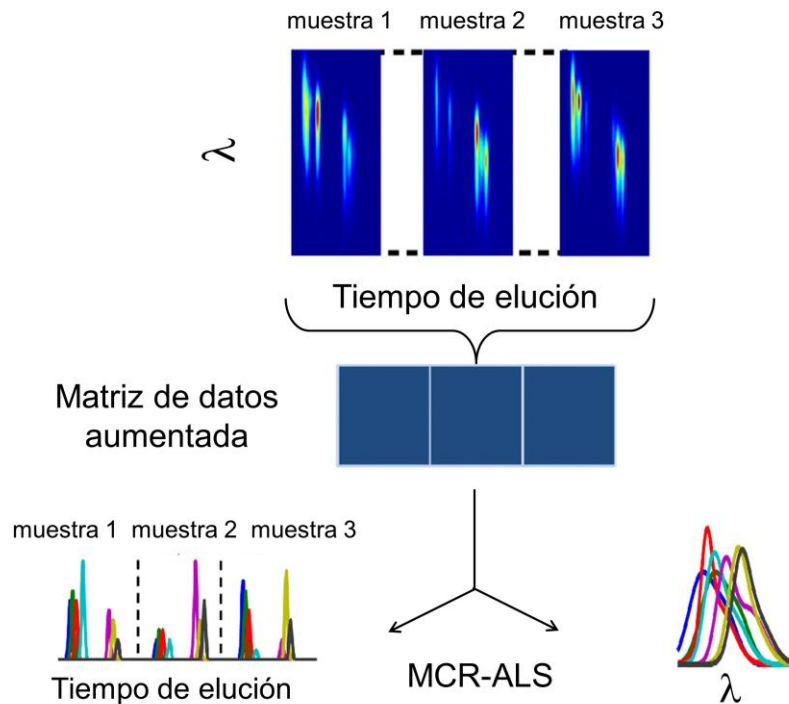 muestra 1 muestra 2 muestra 3
λ
Tiempo de elución
Matriz de datos
aumentada
muestra 1 muestra 2 muestra 3
Tiempo de elución
MCR-ALS
λ